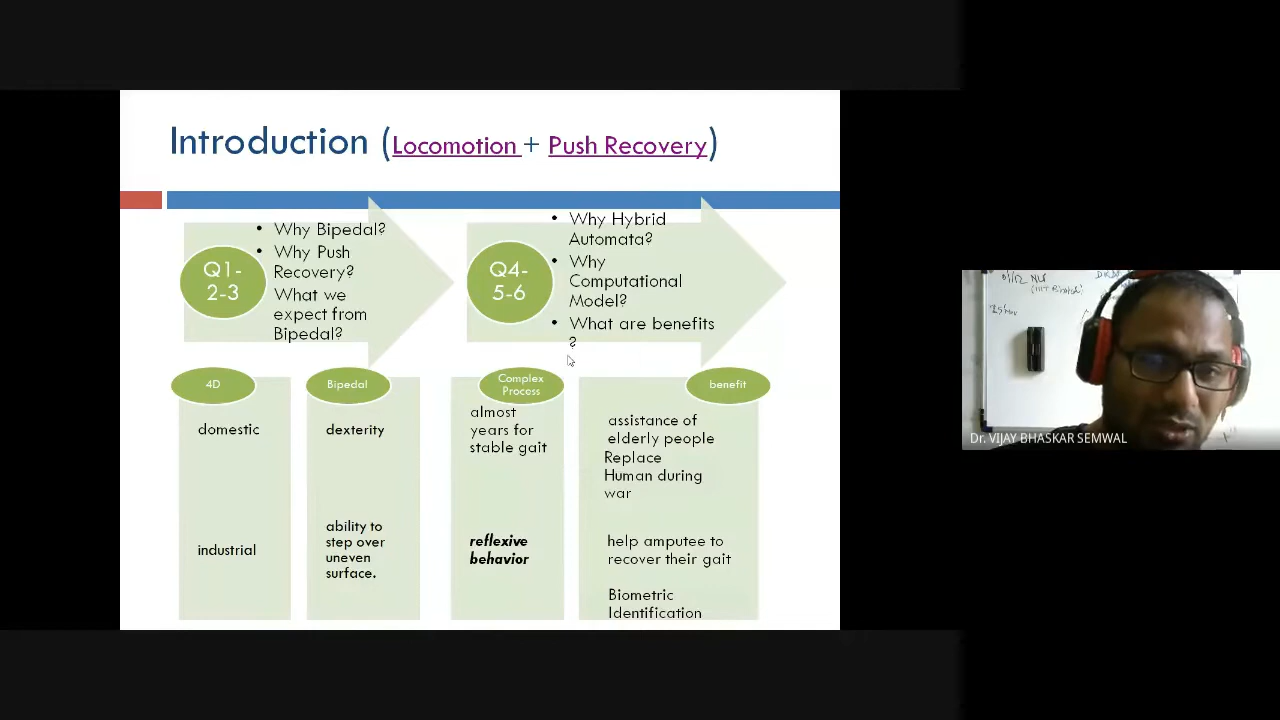 Introduction (Locomotion + Push Recovery)
Q1-
2-3
• Why Bipedal?
• Why Push
Recovery?
What we
expect from
Bipedal?
Q4-
5-6
• Why Hybrid
Automata?
• Why
Computational
Model?
• What are benefits
?
4D
domestic
industrial
Bipedal
dexterity
ability to
step over
uneven
surface.
Complex
Process
almost
years for
stable gait
reflexive
behavior
benefit
assistance of
elderly people
Replace
Human during
war
help amputee to
recover their gait
Biometric
Identification
Dr. VIJAY BHASKAR SEMWAL